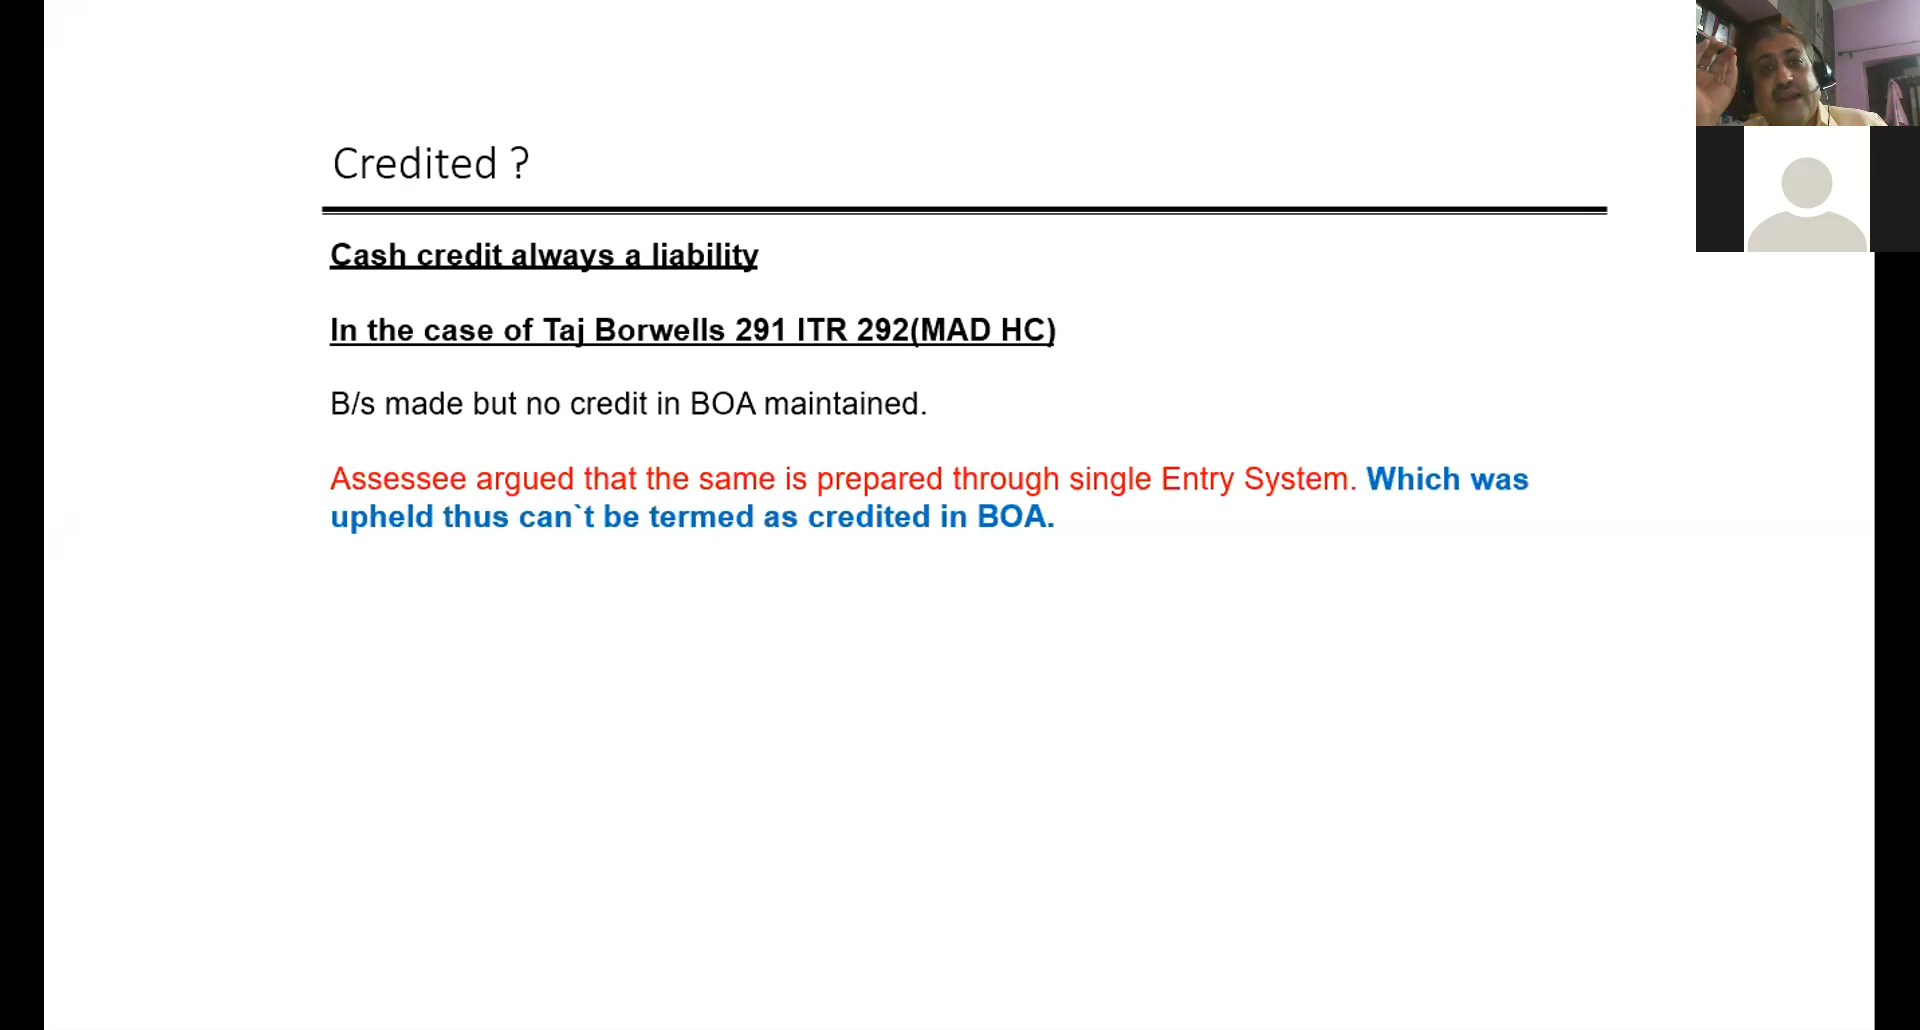 Credited ?
Cash credit always a liability
In the case of Taj Borwells 291 ITR 292(MAD HC)
B/s made but no credit in BOA maintained.
Assessee argued that the same is prepared through single Entry System. Which was
upheld thus can`t be termed as credited in BOA.